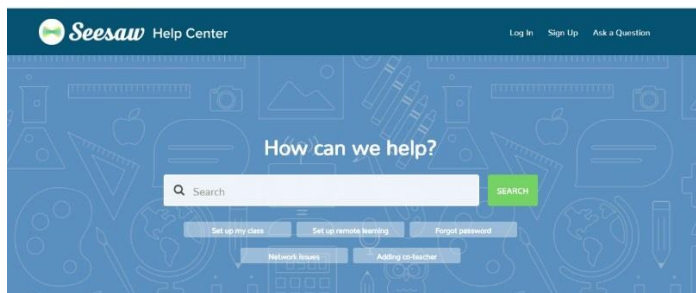 Seesaw Help Center
Log In Sign Up Ask a Question
How can we help?
Search SEARCH
Set up my class Set up remote learning Forgot password
Network issues Adding co-teacher